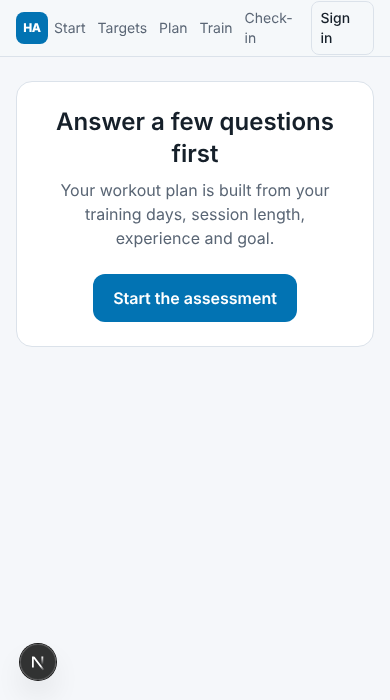 HA Start Targets Plan Train Check-
in Sign
in
Answer a few questions
first
Your workout plan is built from your
training days, session length,
experience and goal.
Start the assessment
N